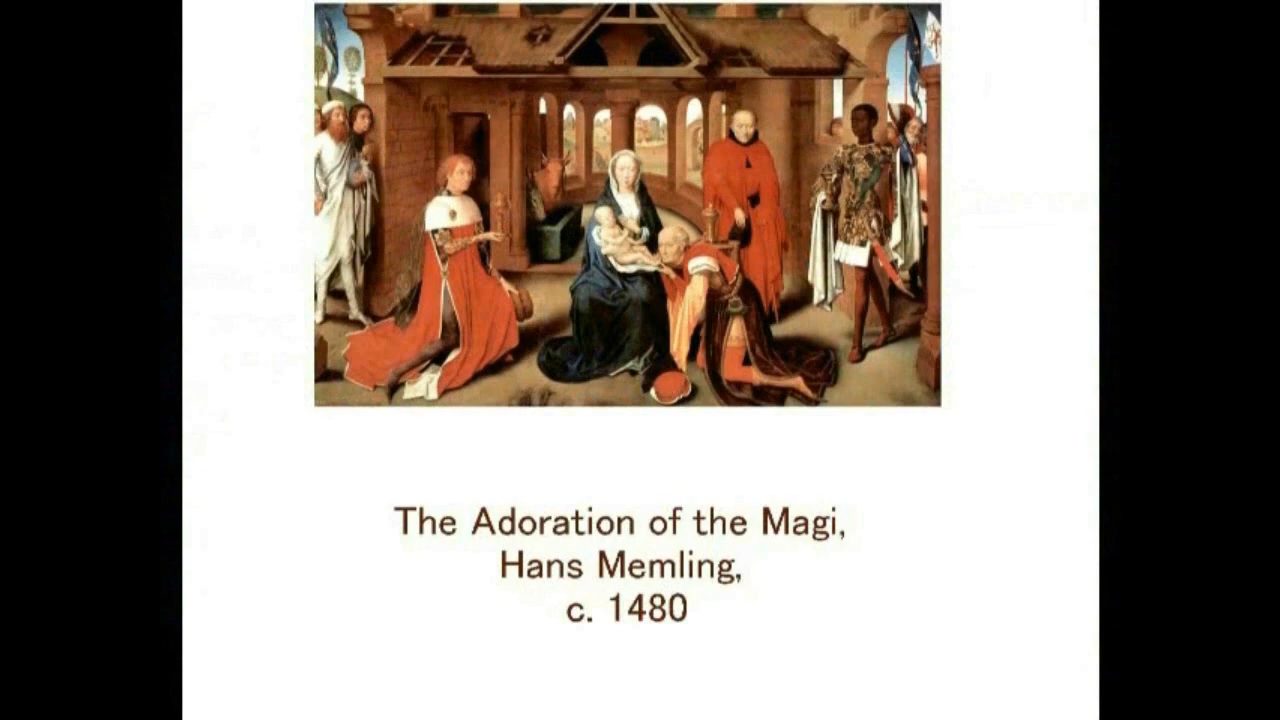 The Adoration of the Magi,
Hans Memling,
c. 1480